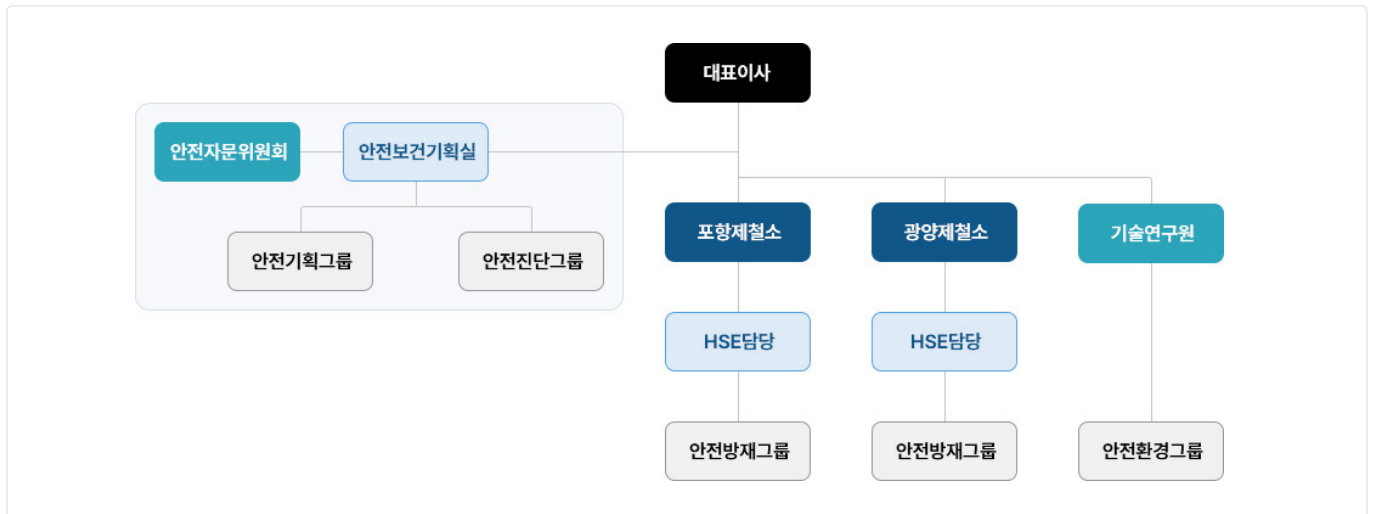 대표이사
안전자문위원회
안전보건기획실
안전기획그룹
안전진단그룹
포항제철소
광양제철소
기술연구원
HSE담당
HSE담당
안전방재그룹
안전방재그룹
안전환경그룹